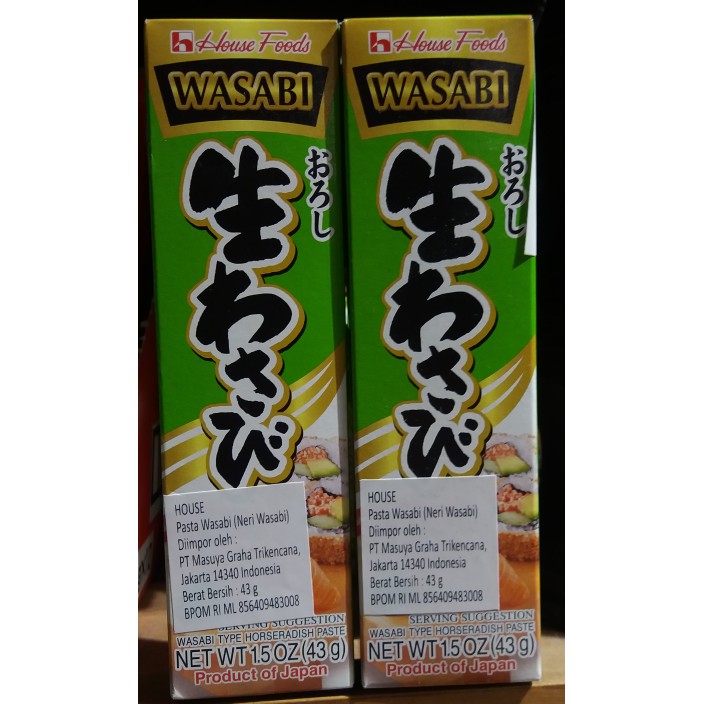 House Foods
WASABI
おろし
生わさび
HOUSE
Pasta Wasabi (Neri Wasabi)
Diimpor oleh :
PT Masuya Graha Trikencana,
Jakarta 14340 Indonesia
Berat Bersih : 43 g
BPOM RI ML 856409483008
SERVING SUGGESTION
WASABI TYPE HORSERADISH PASTE
NET WT 1.5 OZ (43 g)
Product of Japan
House Foods
WASABI
おろし
生わさび
HOUSE
Pasta Wasabi (Neri Wasabi)
Diimpor oleh :
PT Masuya Graha Trikencana,
Jakarta 14340 Indonesia
Berat Bersih : 43 g
BPOM RI ML 856409483008
SERVING SUGGESTION
WASABI TYPE HORSERADISH PASTE
NET WT 1.5 OZ (43 g)
Product of Japan